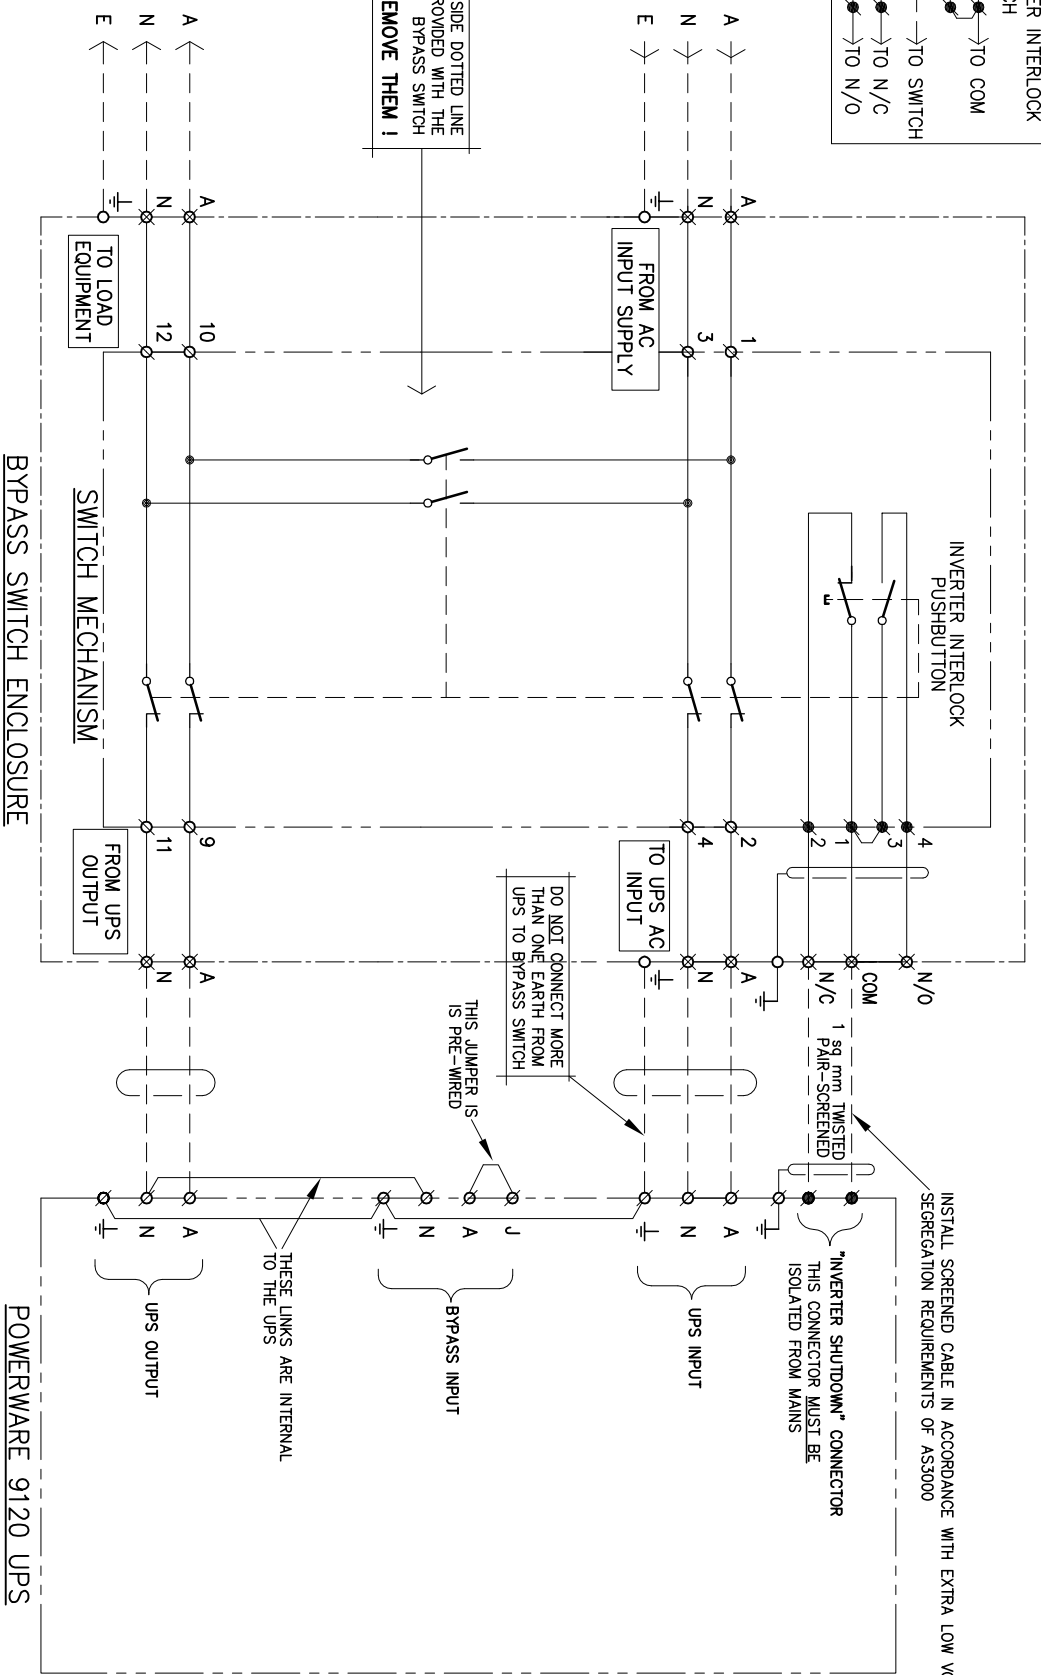 ER INTERLOCK
CH
TO COM
TO SWITCH
TO N/C
TO N/O
INSTALL SCREENED CABLE IN ACCORDANCE WITH EXTRA LOW
SEGREGATION REQUIREMENTS OF AS3000
INVERTER INTERLOCK
PUSHBUTTON
4
3
1
2
N/O
COM
N/C
1 sq mm TWISTED
PAIR-SCREENED
"INVERTER SHUTDOWN" CONNECTOR
THIS CONNECTOR MUST BE
ISOLATED FROM MAINS
A
N
E
A
N
FROM AC
INPUT SUPPLY
1
3
2
4
TO UPS AC
INPUT
A
N
A
N
UPS INPUT
DO NOT CONNECT MORE
THAN ONE EARTH FROM
UPS TO BYPASS SWITCH
SIDE DOTTED LINE
ROVIDED WITH THE
BYPASS SWITCH
EMOVE THEM !
THIS JUMPER IS
IS PRE-WIRED
J
A
N
BYPASS INPUT
THESE LINKS ARE INTERNAL
TO THE UPS
A
N
E
A
N
TO LOAD
EQUIPMENT
10
12
9
11
FROM UPS
OUTPUT
A
N
A
N
UPS OUTPUT
SWITCH MECHANISM
BYPASS SWITCH ENCLOSURE
POWERWARE 9120 UPS